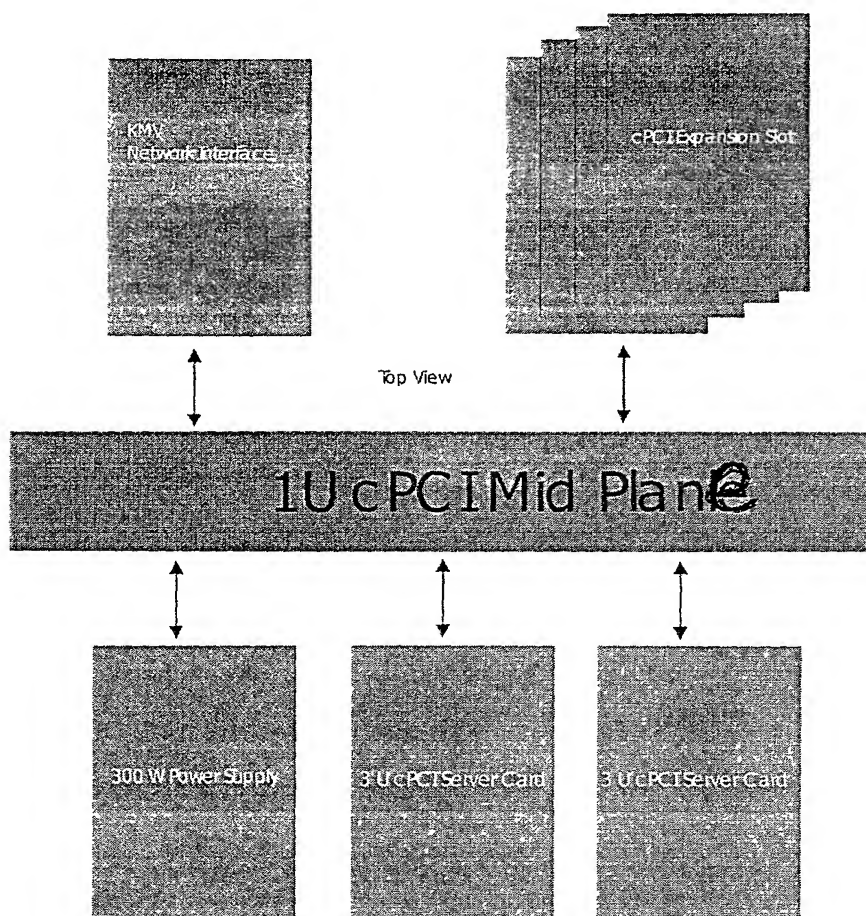 KMV
Network Interface
cPCI Expansion Slot
Top View
1U cPCI Mid Plane
300 W Power Supply
3 U cPCI Server Card
3 U cPCI Server Card